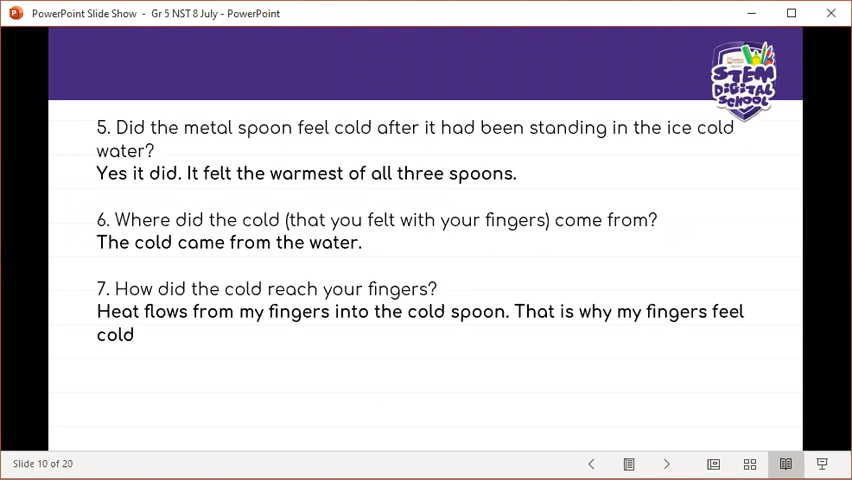 PowerPoint Slide Show - Gr 5 NST 8 July - PowerPoint
STEM
DIGITAL
SCHOOL
5. Did the metal spoon feel cold after it had been standing in the ice cold
water?
Yes it did. It felt the warmest of all three spoons.
6. Where did the cold (that you felt with your fingers) come from?
The cold came from the water.
7. How did the cold reach your fingers?
Heat flows from my fingers into the cold spoon. That is why my fingers feel
cold
Slide 10 of 20